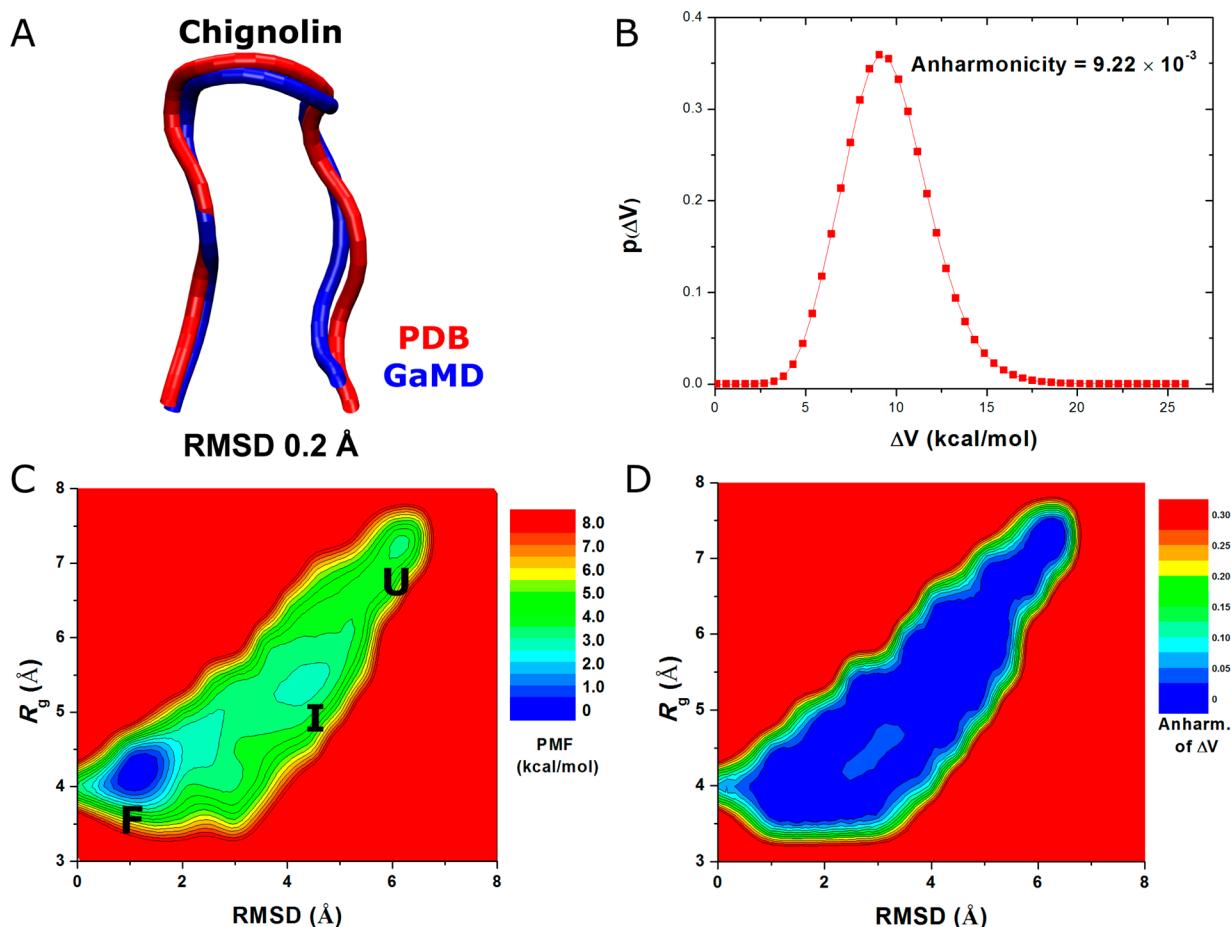 A
Chignolin
PDB
GaMD
RMSD 0.2 Å
B
Anharmonicity = 9.22 × 10⁻³
0.4
0.3
0.2
0.1
0.0
p(ΔV)
0 5 10 15 20 25
ΔV (kcal/mol)
C
8
7
6
5
4
3
Rg (Å)
U
I
F
0 2 4 6 8
RMSD (Å)
8.0
7.0
6.0
5.0
4.0
3.0
2.0
1.0
0
PMF
(kcal/mol)
D
8
7
6
5
4
3
Rg (Å)
0 2 4 6 8
RMSD (Å)
0.30
0.25
0.20
0.15
0.10
0.05
0
Anharm.
of ΔV